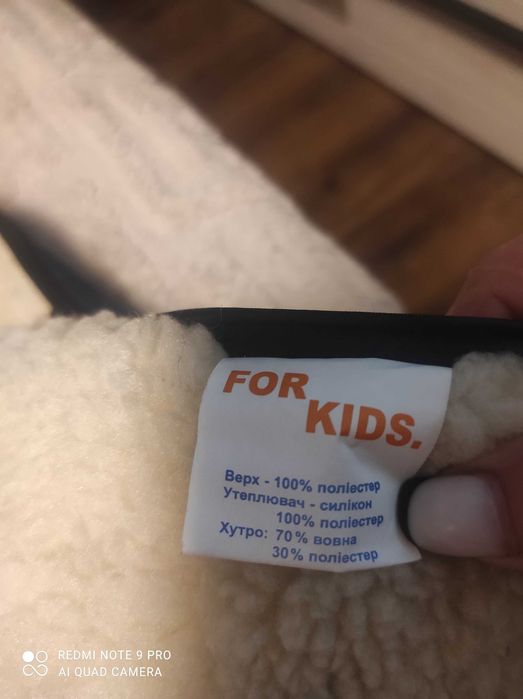 FOR
KIDS.
Верх - 100% поліестер
Утеплювач - силікон
100% поліестер
Хутро: 70% вовна
30% поліестер
REDMI NOTE 9 PRO
AI QUAD CAMERA